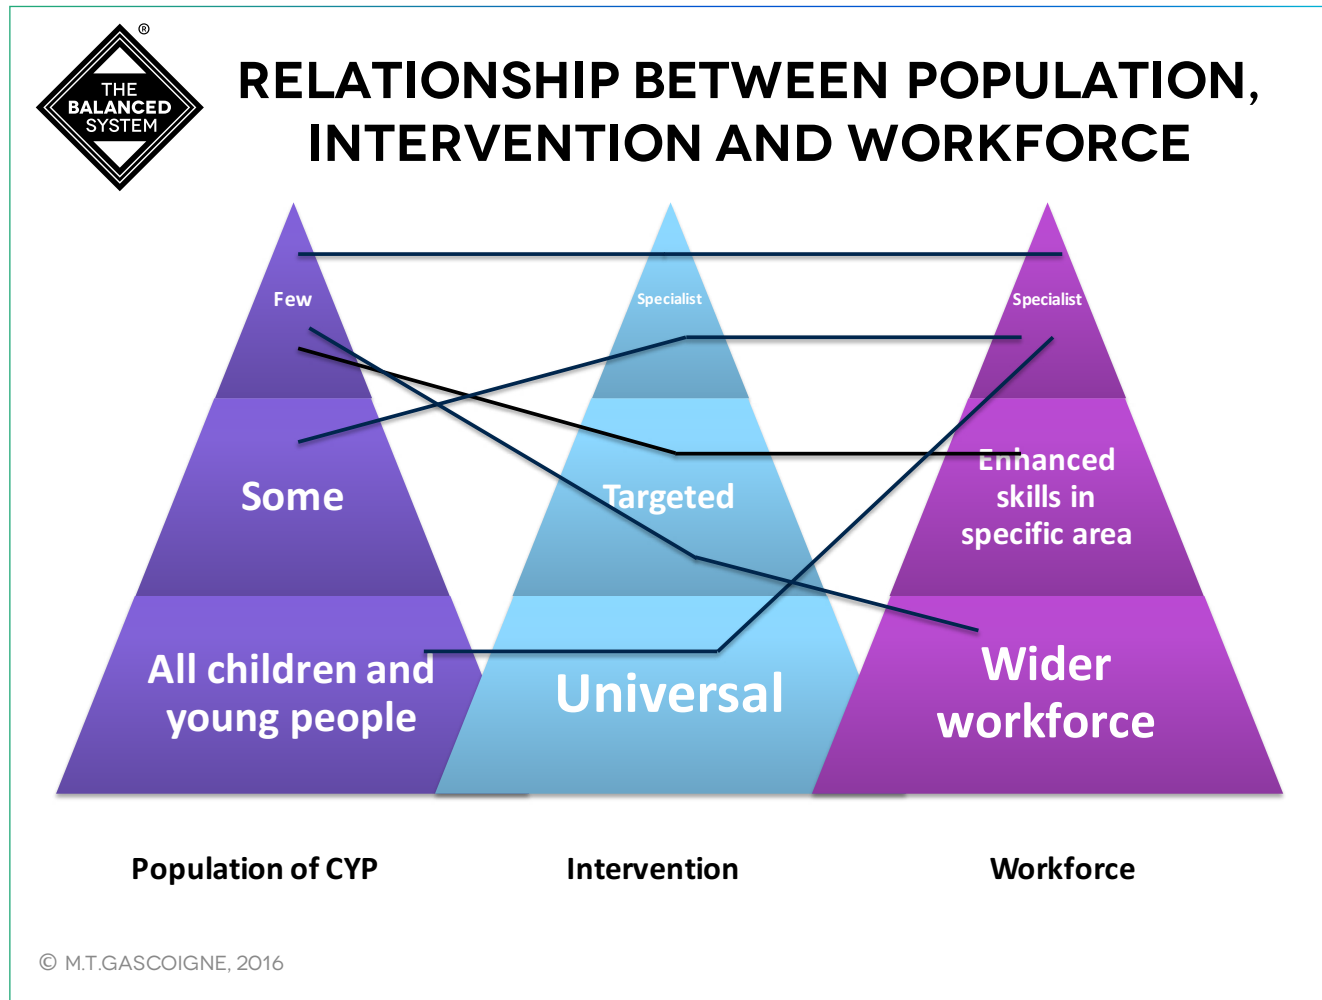 ®
THE
BALANCED
SYSTEM
RELATIONSHIP BETWEEN POPULATION,
INTERVENTION AND WORKFORCE
Few
Some
All children and
young people
Specialist
Targeted
Universal
Specialist
Enhanced
skills in
specific area
Wider
workforce
Population of CYP
Intervention
Workforce
© M.T.GASCOIGNE, 2016